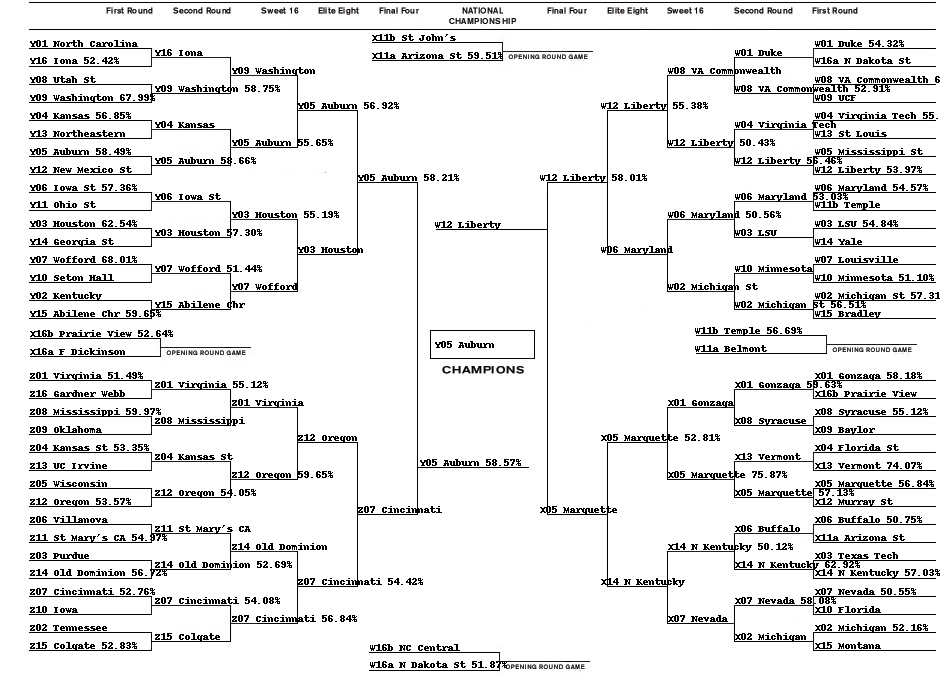 First Round Second Round Sweet 16 Elite Eight Final Four NATIONAL CHAMPIONSHIP Final Four Elite Eight Sweet 16 Second Round First Round
X11b St John's
X11a Arizona St 59.51%
OPENING ROUND GAME
Y01 North Carolina
Y16 Iona 52.42%
Y08 Utah St
Y09 Washington 67.99%
Y04 Kansas 56.85%
Y13 Northeastern
Y05 Auburn 58.49%
Y12 New Mexico St
Y06 Iowa St 57.36%
Y11 Ohio St
Y03 Houston 62.54%
Y14 Georgia St
Y07 Wofford 68.01%
Y10 Seton Hall
Y02 Kentucky
Y15 Abilene Chr 59.65%
Y16 Iona
Y09 Washington 58.75%
Y04 Kansas
Y05 Auburn 58.66%
Y06 Iowa St
Y03 Houston 57.30%
Y07 Wofford 51.44%
Y15 Abilene Chr
Y09 Washington
Y05 Auburn 55.65%
Y03 Houston 55.19%
Y07 Wofford
Y05 Auburn 56.92%
Y03 Houston
Y05 Auburn 58.21%
X16b Prairie View 52.64%
X16a F Dickinson
OPENING ROUND GAME
Z01 Virginia 51.49%
Z16 Gardner Webb
Z08 Mississippi 59.97%
Z09 Oklahoma
Z04 Kansas St 53.35%
Z13 UC Irvine
Z05 Wisconsin
Z12 Oregon 53.57%
Z06 Villanova
Z11 St Mary's CA 54.97%
Z03 Purdue
Z14 Old Dominion 56.72%
Z07 Cincinnati 52.76%
Z10 Iowa
Z02 Tennessee
Z15 Colgate 52.83%
Z01 Virginia 55.12%
Z08 Mississippi
Z04 Kansas St
Z12 Oregon 54.05%
Z11 St Mary's CA
Z14 Old Dominion 52.69%
Z07 Cincinnati 54.08%
Z15 Colgate
Z01 Virginia
Z12 Oregon 59.65%
Z14 Old Dominion
Z07 Cincinnati 56.84%
Z12 Oregon
Z07 Cincinnati 54.42%
Z07 Cincinnati
Y05 Auburn 58.57%
W12 Liberty
Y05 Auburn
CHAMPIONS
W12 Liberty 58.01%
W12 Liberty 55.38%
W06 Maryland
W08 VA Commonwealth
W12 Liberty 50.43%
W06 Maryland 50.56%
W02 Michigan St
W01 Duke
W08 VA Commonwealth 52.91%
W04 Virginia Tech
W12 Liberty 56.46%
W06 Maryland 53.03%
W03 LSU
W10 Minnesota
W02 Michigan St 56.51%
W01 Duke 54.32%
W16a N Dakota St
W08 VA Commonwealth 6
W09 UCF
W04 Virginia Tech 55.
W13 St Louis
W05 Mississippi St
W12 Liberty 53.97%
W06 Maryland 54.57%
W11b Temple
W03 LSU 54.84%
W14 Yale
W07 Louisville
W10 Minnesota 51.10%
W02 Michigan St 57.31
W15 Bradley
W11b Temple 56.69%
W11a Belmont
OPENING ROUND GAME
X05 Marquette
X05 Marquette 52.81%
X14 N Kentucky
X01 Gonzaga
X05 Marquette 75.87%
X14 N Kentucky 50.12%
X07 Nevada
X01 Gonzaga 59.63%
X08 Syracuse
X13 Vermont
X05 Marquette 57.13%
X06 Buffalo
X14 N Kentucky 62.92%
X07 Nevada 58.08%
X02 Michigan
X01 Gonzaga 58.18%
X16b Prairie View
X08 Syracuse 55.12%
X09 Baylor
X04 Florida St
X13 Vermont 74.07%
X05 Marquette 56.84%
X12 Murray St
X06 Buffalo 50.75%
X11a Arizona St
X03 Texas Tech
X14 N Kentucky 57.03%
X07 Nevada 50.55%
X10 Florida
X02 Michigan 52.16%
X15 Montana
W16b NC Central
W16a N Dakota St 51.87%
OPENING ROUND GAME